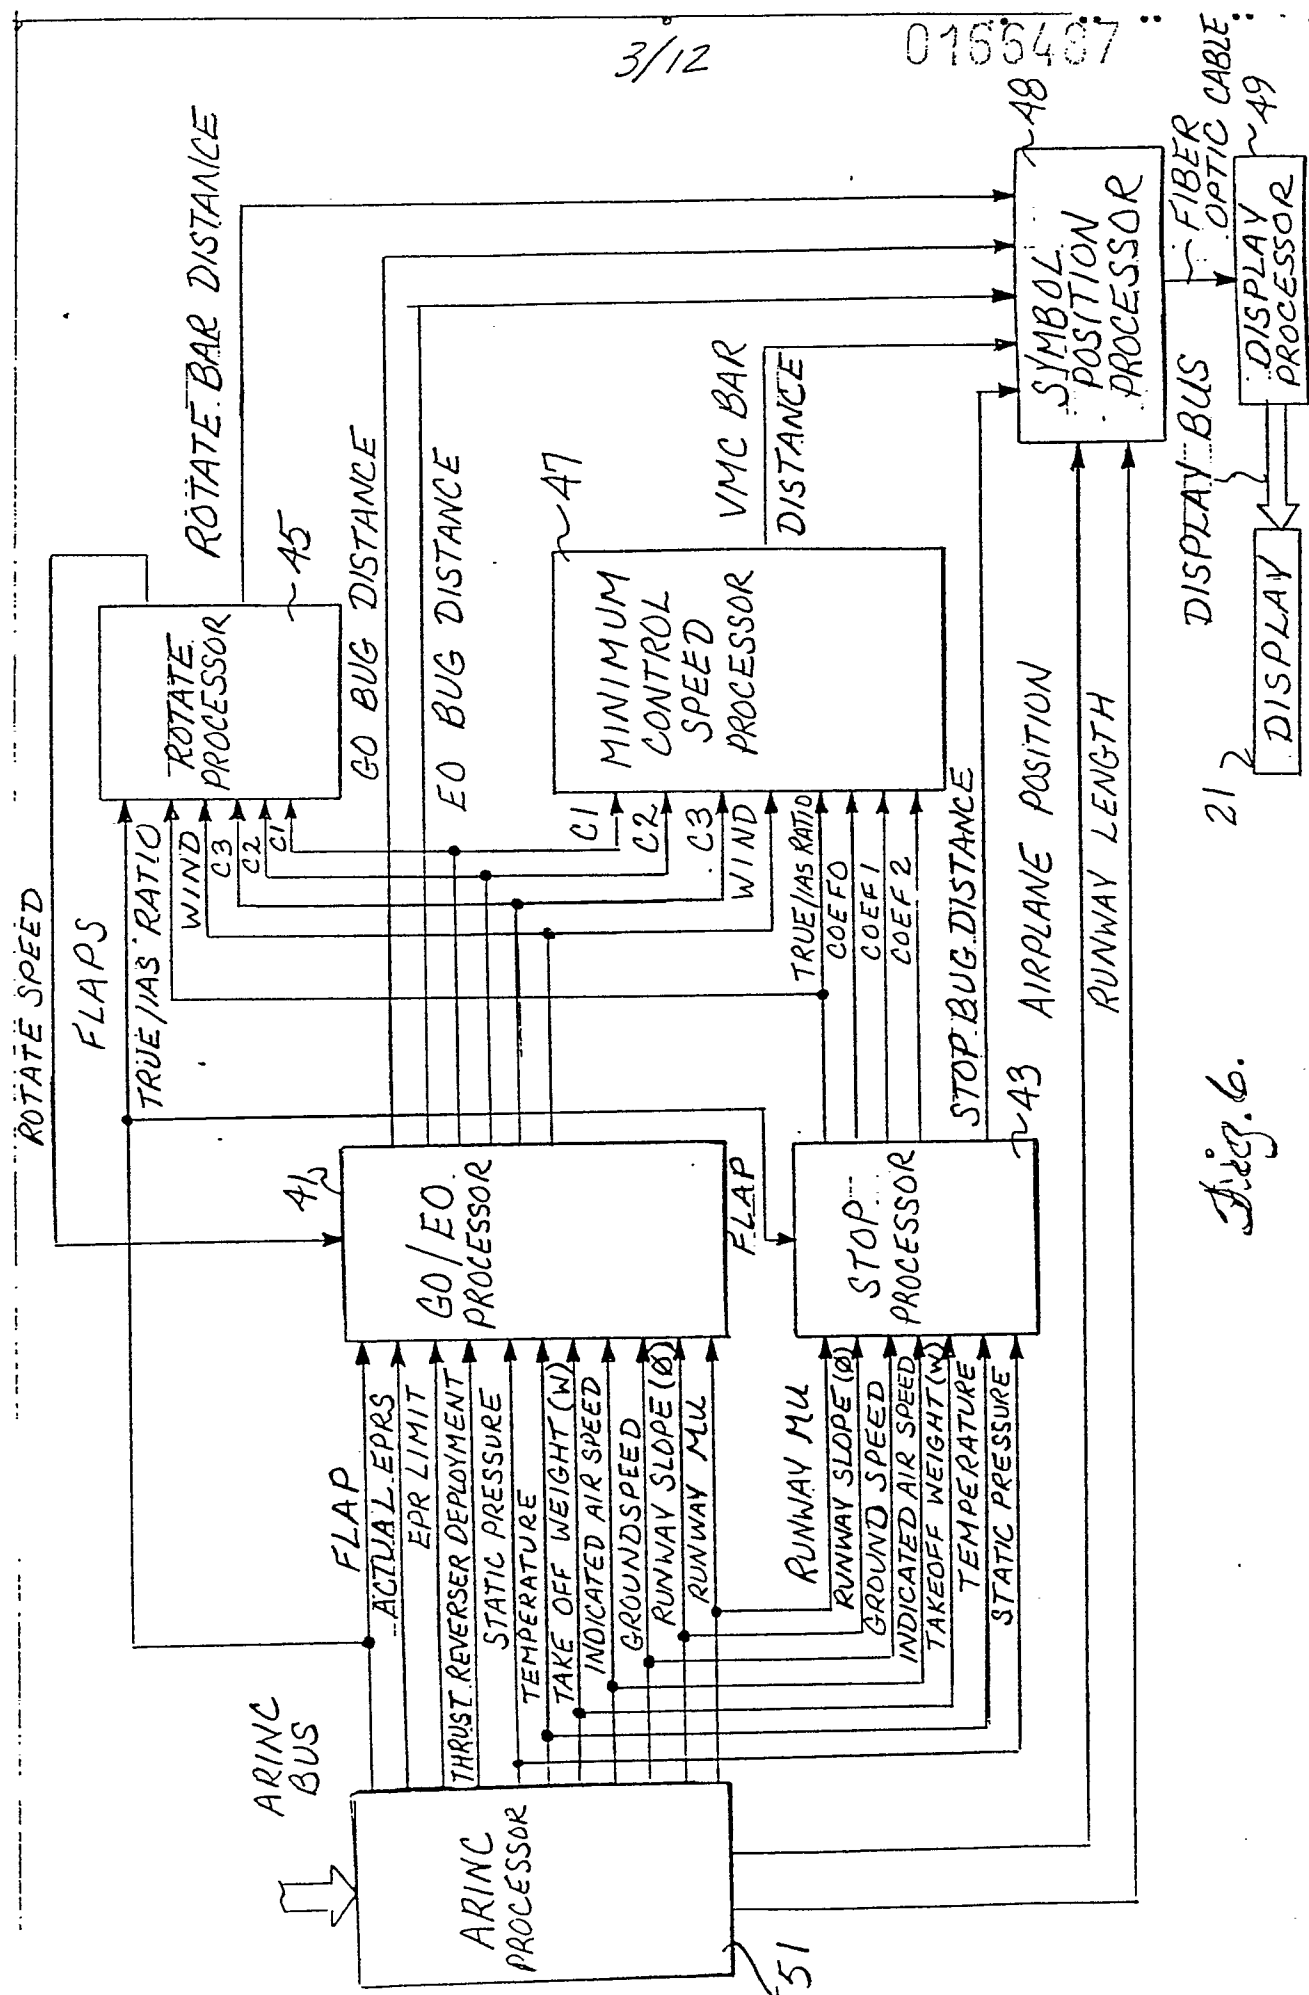 3/12
0166487
ROTATE SPEED
FLAPS
TRUE/IAS RATIO
WIND
C3
C2
C1
ROTATE
PROCESSOR
45
ROTATE BAR DISTANCE
GO BUG DISTANCE
EO BUG DISTANCE
ARINC
BUS
ARINC
PROCESSOR
51
FLAP
ACTUAL EPRS
EPR LIMIT
THRUST REVERSER DEPLOYMENT
STATIC PRESSURE
TEMPERATURE
TAKE OFF WEIGHT (W)
INDICATED AIR SPEED
GROUNDSPEED
RUNWAY SLOPE (Ø)
RUNWAY MU
41
GO/EO
PROCESSOR
FLAP
RUNWAY MU
RUNWAY SLOPE (Ø)
GROUND SPEED
INDICATED AIR SPEED
TAKEOFF WEIGHT (W)
TEMPERATURE
STATIC PRESSURE
STOP
PROCESSOR
43
C1
C2
C3
WIND
TRUE/IAS RATIO
COEF0
COEF1
COEF2
MINIMUM
CONTROL
SPEED
PROCESSOR
47
VMC BAR
DISTANCE
STOP BUG DISTANCE
AIRPLANE POSITION
RUNWAY LENGTH
SYMBOL
POSITION
PROCESSOR
48
FIBER
OPTIC CABLE
DISPLAY
PROCESSOR
49
DISPLAY BUS
DISPLAY
21
Fig. 6.